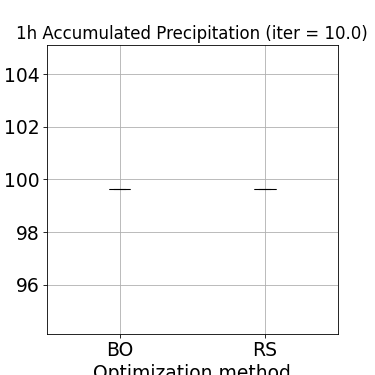 1h Accumulated Precipitation (iter = 10.0)
104
102
100
98
96
BO RS
Optimization method